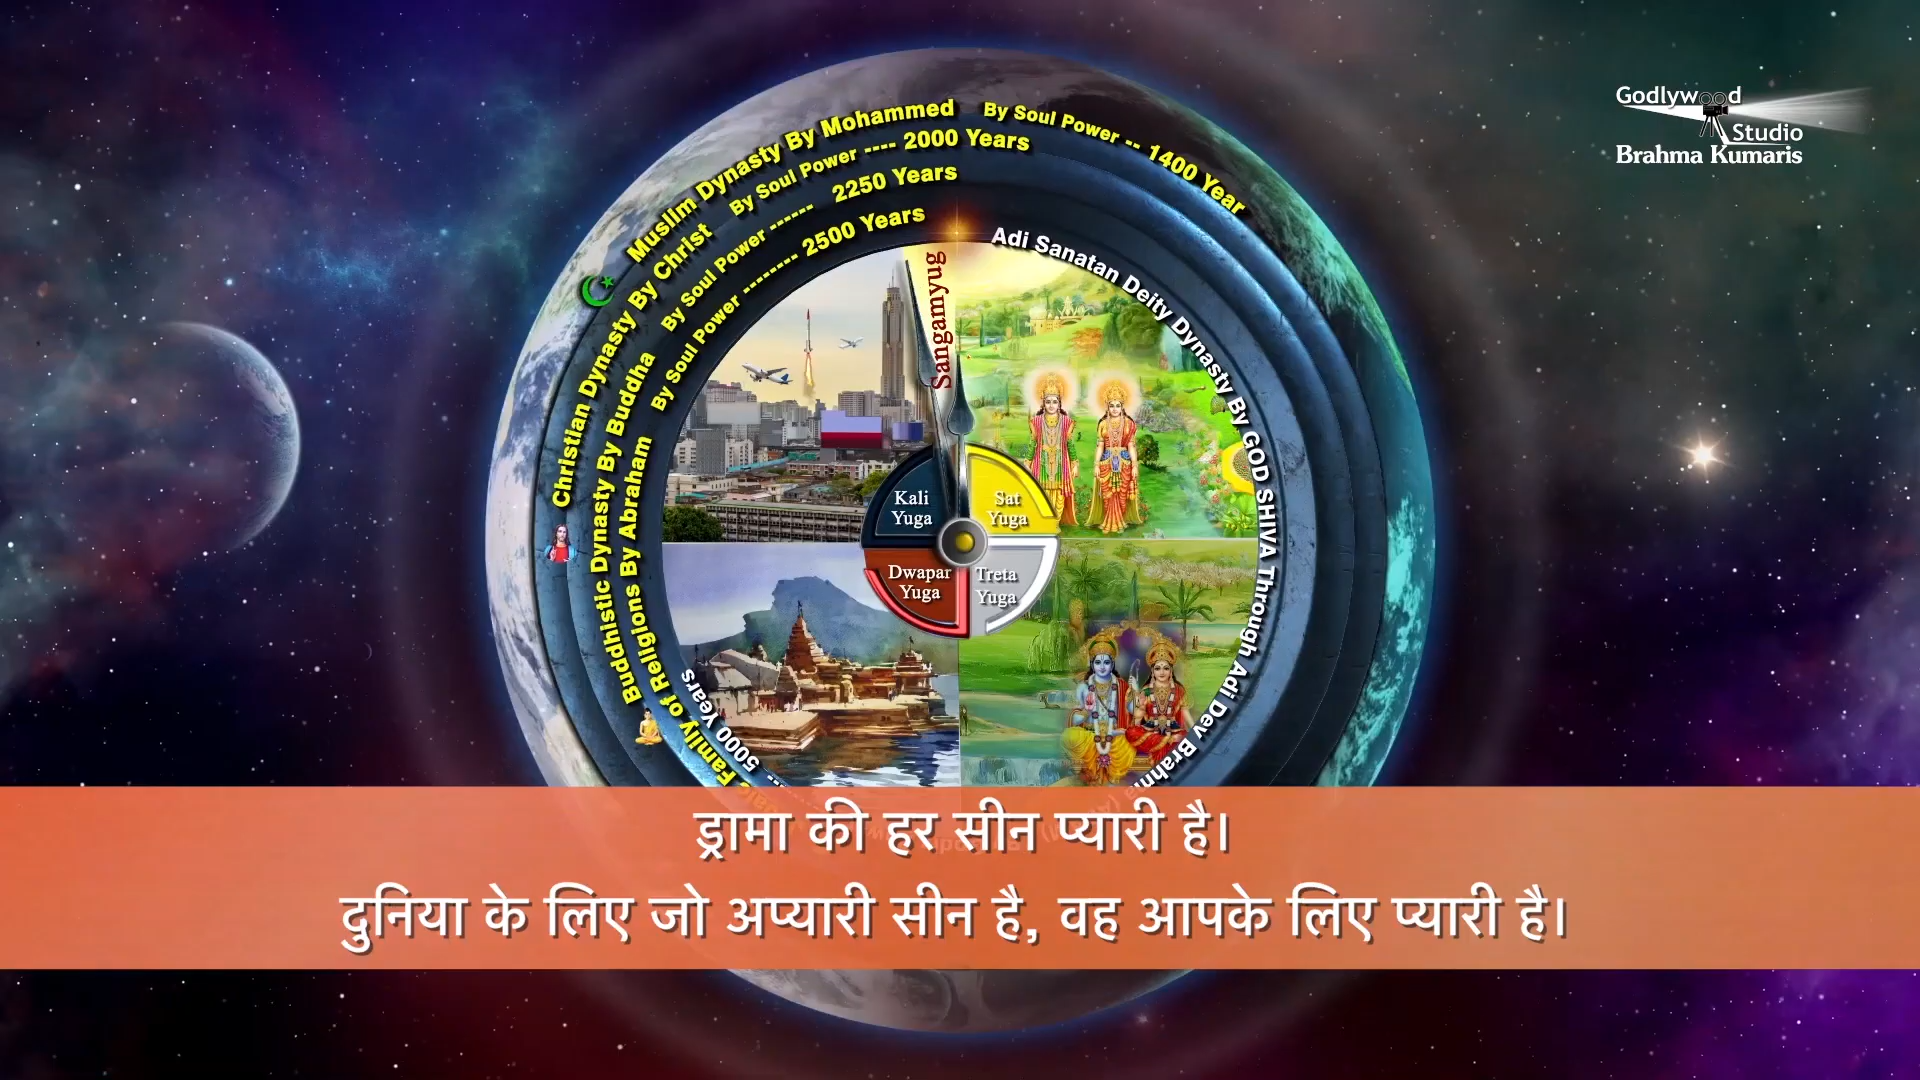 Godlywood
Studio
Brahma Kumaris
Muslim Dynasty By Mohammed By Soul Power -- 1400 Year
Christian Dynasty By Christ By Soul Power ---- 2000 Years
Buddhistic Dynasty By Buddha By Soul Power ------ 2250 Years
Family of Religions By Abraham By Soul Power --------- 2500 Years
Adi Sanatan Deity Dynasty By GOD SHIVA Through Adi Dev Brahma
5000 Years
Sangamyug
Kali
Yuga
Sat
Yuga
Dwapar
Yuga
Treta
Yuga
ड्रामा की हर सीन प्यारी है।
दुनिया के लिए जो अप्यारी सीन है, वह आपके लिए प्यारी है।